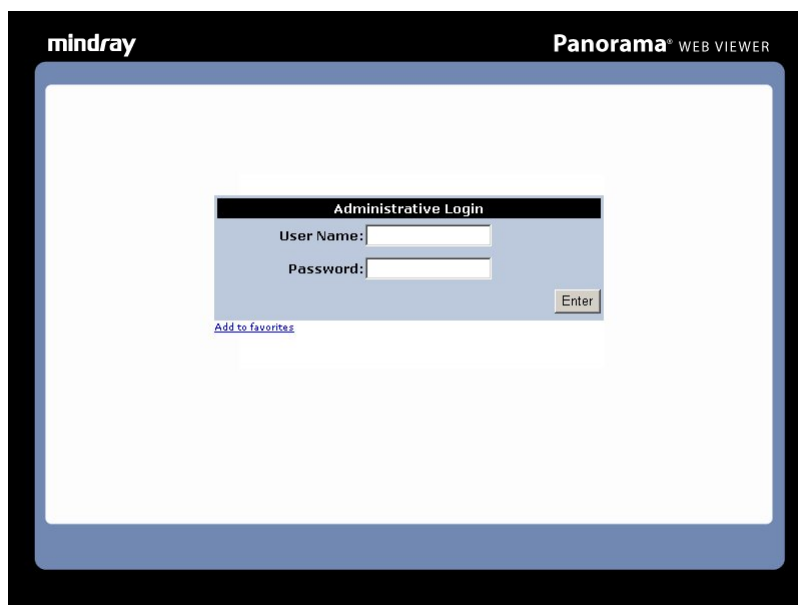 mindray
Panorama® WEB VIEWER
Administrative Login
User Name:
Password:
Enter
Add to favorites